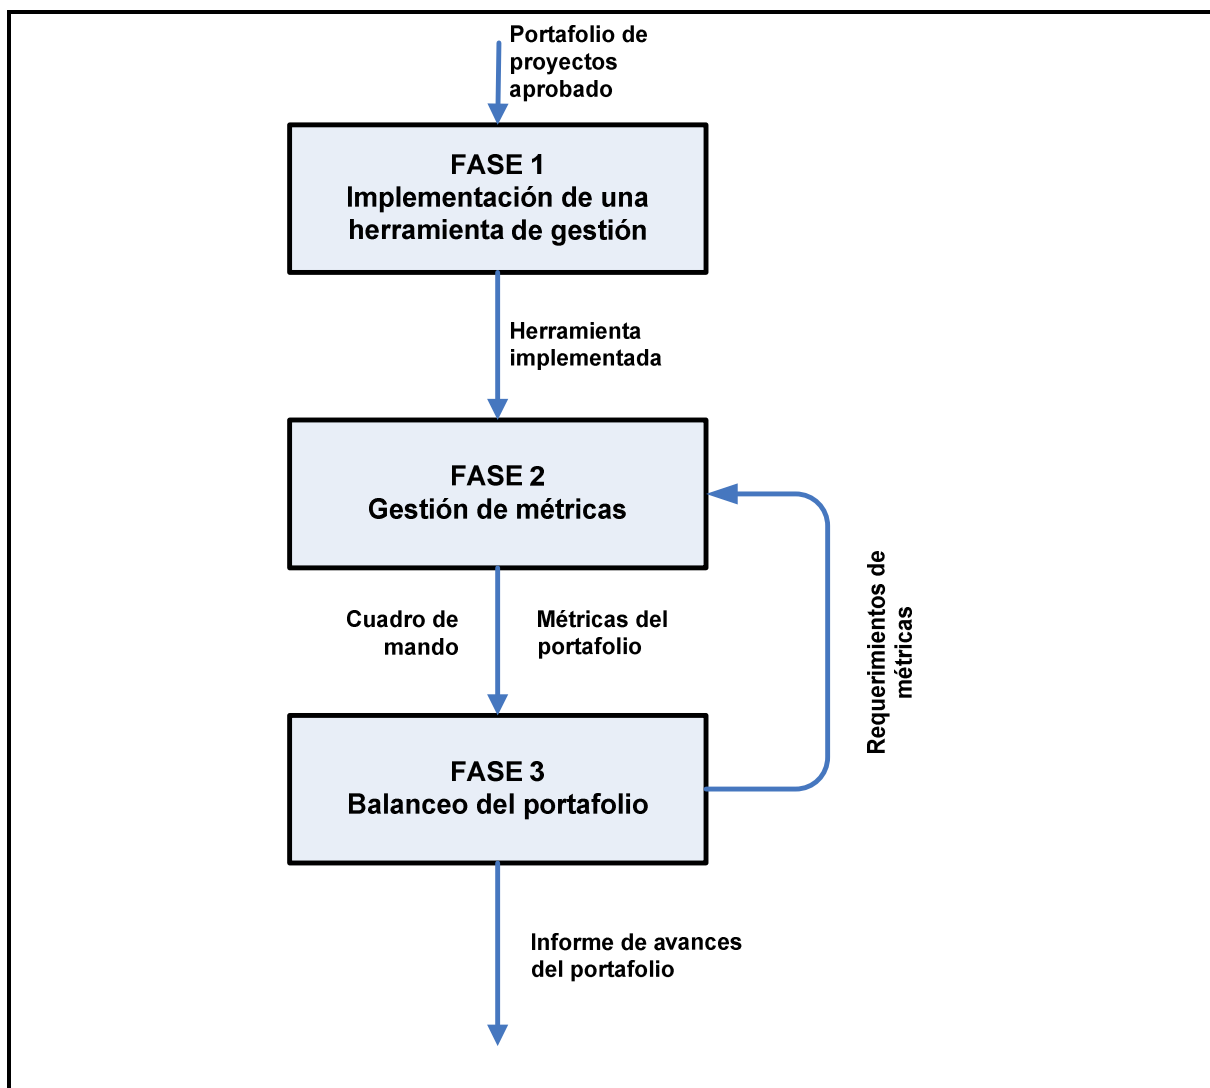 Portafolio de
proyectos
aprobado
FASE 1
Implementación de una
herramienta de gestión
Herramienta
implementada
FASE 2
Gestión de métricas
Cuadro de
mando
Métricas del
portafolio
Requerimientos de
métricas
FASE 3
Balanceo del portafolio
Informe de avances
del portafolio